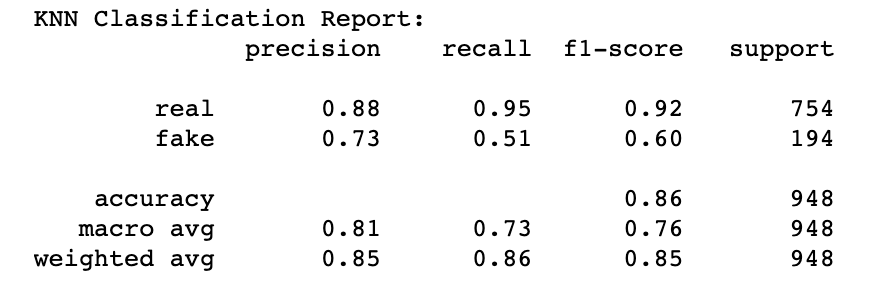 KNN Classification Report:
precision recall f1-score support
real 0.88 0.95 0.92 754
fake 0.73 0.51 0.60 194
accuracy 0.86 948
macro avg 0.81 0.73 0.76 948
weighted avg 0.85 0.86 0.85 948